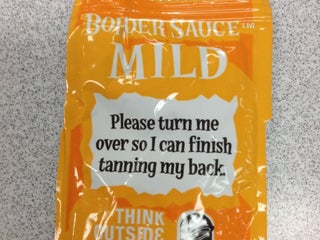 BORDER SAUCE™
MILD
Please turn me
over so I can finish
tanning my back.
THINK
OUTSIDE